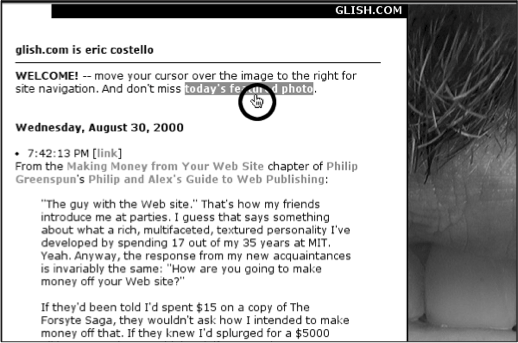 GLISH.COM
glish.com is eric costello
WELCOME! -- move your cursor over the image to the right for
site navigation. And don't miss today's featured photo.
Wednesday, August 30, 2000
• 7:42:13 PM [link]
From the Making Money from Your Web Site chapter of Philip
Greenspun's Philip and Alex's Guide to Web Publishing:
"The guy with the Web site." That's how my friends
introduce me at parties. I guess that says something
about what a rich, multifaceted, textured personality I've
developed by spending 17 out of my 35 years at MIT.
Yeah. Anyway, the response from my new acquaintances
is invariably the same: "How are you going to make
money off your Web site?"
If they'd been told I'd spent $15 on a copy of The
Forsyte Saga, they wouldn't ask how I intended to make
money off that. If they knew I'd splurged for a $5000